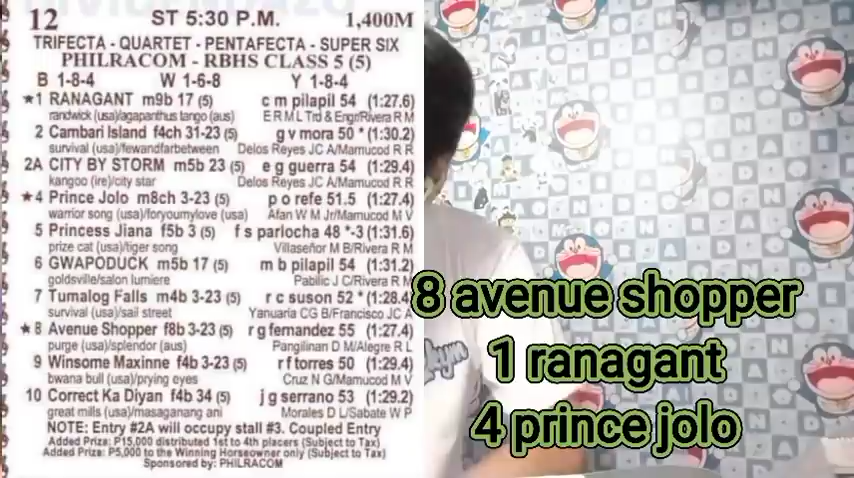 12 ST 5:30 P.M. 1,400M
TRIFECTA - QUARTET - PENTAFECTA - SUPER SIX
PHILRACOM - RBHS CLASS 5 (5)
B 1-8-4 W 1-6-8 Y 1-8-4
★1 RANAGANT m9b 17 (5) c m pilapil 54 (1:27.6)
randwick (usa)/agapanthus tango (aus) E R M L Trd & Engr/Rivera R M
2 Cambari Island f4ch 31-23 (5) g v mora 50 * (1:30.2)
survival (usa)/fewandfarbetween Delos Reyes JC A/Mamucod R R
2A CITY BY STORM m5b 23 (5) e g guerra 54 (1:29.4)
kangoo (ire)/city star Delos Reyes JC A/Mamucod R R
★4 Prince Jolo m8ch 3-23 (5) p o refe 51.5 (1:27.4)
warrior song (usa)/foryoumylove (usa) Afan W M Jr/Mamucod M V
5 Princess Jiana f5b 3 (5) f s parlocha 48 *-3 (1:31.6)
prize cat (usa)/tiger song Villaseñor M B/Rivera R M
6 GWAPODUCK m5b 17 (5) m b pilapil 54 (1:31.2)
goldsville/salon lumiere Pabilic J C/Rivera R M
7 Tumalog Falls m4b 3-23 (5) r c suson 52 * (1:28.4)
survival (usa)/sail street Yanuaria CG B/Francisco JC A
★8 Avenue Shopper f8b 3-23 (5) r g fernandez 55 (1:27.4)
purge (usa)/splendor (aus) Pangilinan D M/Alegre R L
9 Winsome Maxinne f4b 3-23 (5) r f torres 50 (1:29.4)
bwana bull (usa)/prying eyes Cruz N G/Mamucod M V
10 Correct Ka Diyan f4b 34 (5) j g serrano 53 (1:29.2)
great mills (usa)/masaganang ani Morales D L/Sabate W P
NOTE: Entry #2A will occupy stall #3. Coupled Entry
Added Prize: P15,000 distributed 1st to 4th placers (Subject to Tax)
Added Prize: P5,000 to the Winning Horseowner only (Subject to Tax)
Sponsored by: PHILRACOM
8 avenue shopper
1 ranagant
4 prince jolo